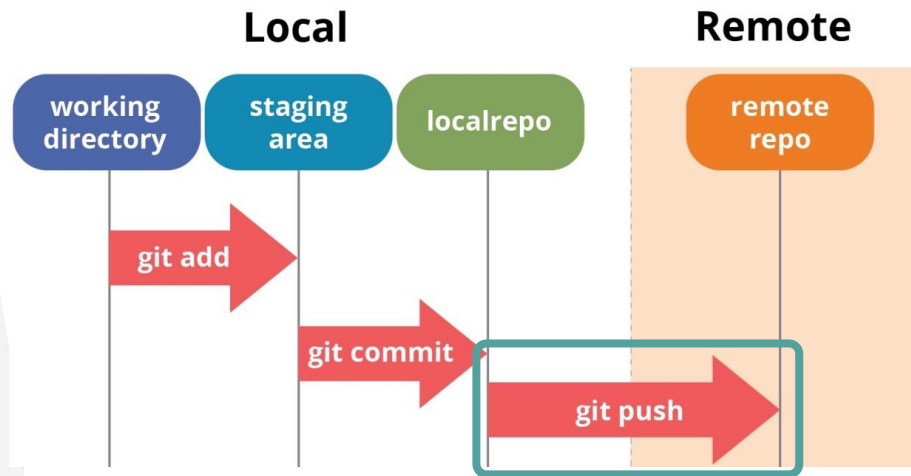 Local
Remote
working
directory
staging
area
localrepo
remote
repo
git add
git commit
git push